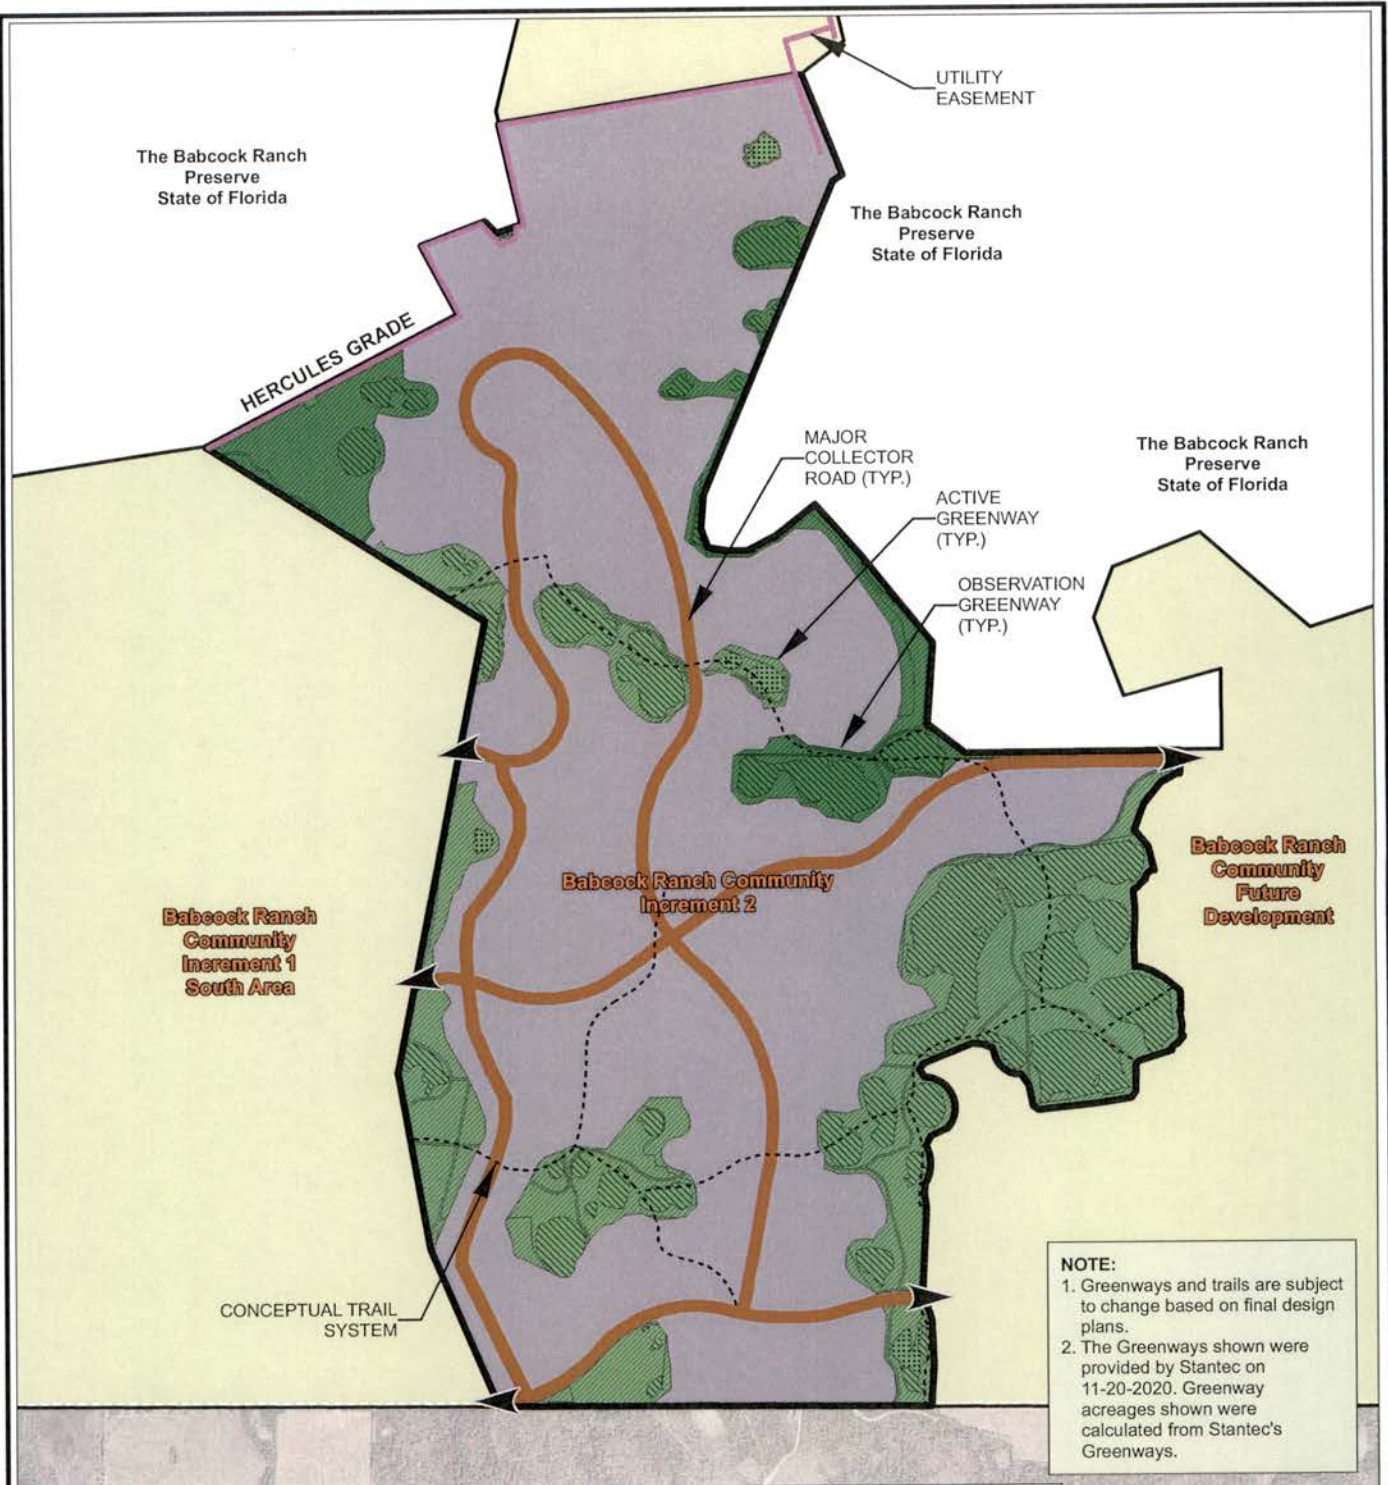 UTILITY
EASEMENT
The Babcock Ranch
Preserve
State of Florida
The Babcock Ranch
Preserve
State of Florida
HERCULES GRADE
MAJOR
COLLECTOR
ROAD (TYP.)
The Babcock Ranch
Preserve
State of Florida
ACTIVE
GREENWAY
(TYP.)
OBSERVATION
GREENWAY
(TYP.)
Babcock Ranch Community
Increment 2
Babcock Ranch
Community
Future
Development
Babcock Ranch
Community
Increment 1
South Area
CONCEPTUAL TRAIL
SYSTEM
NOTE:
1. Greenways and trails are subject
to change based on final design
plans.
2. The Greenways shown were
provided by Stantec on
11-20-2020. Greenway
acreages shown were
calculated from Stantec's
Greenways.